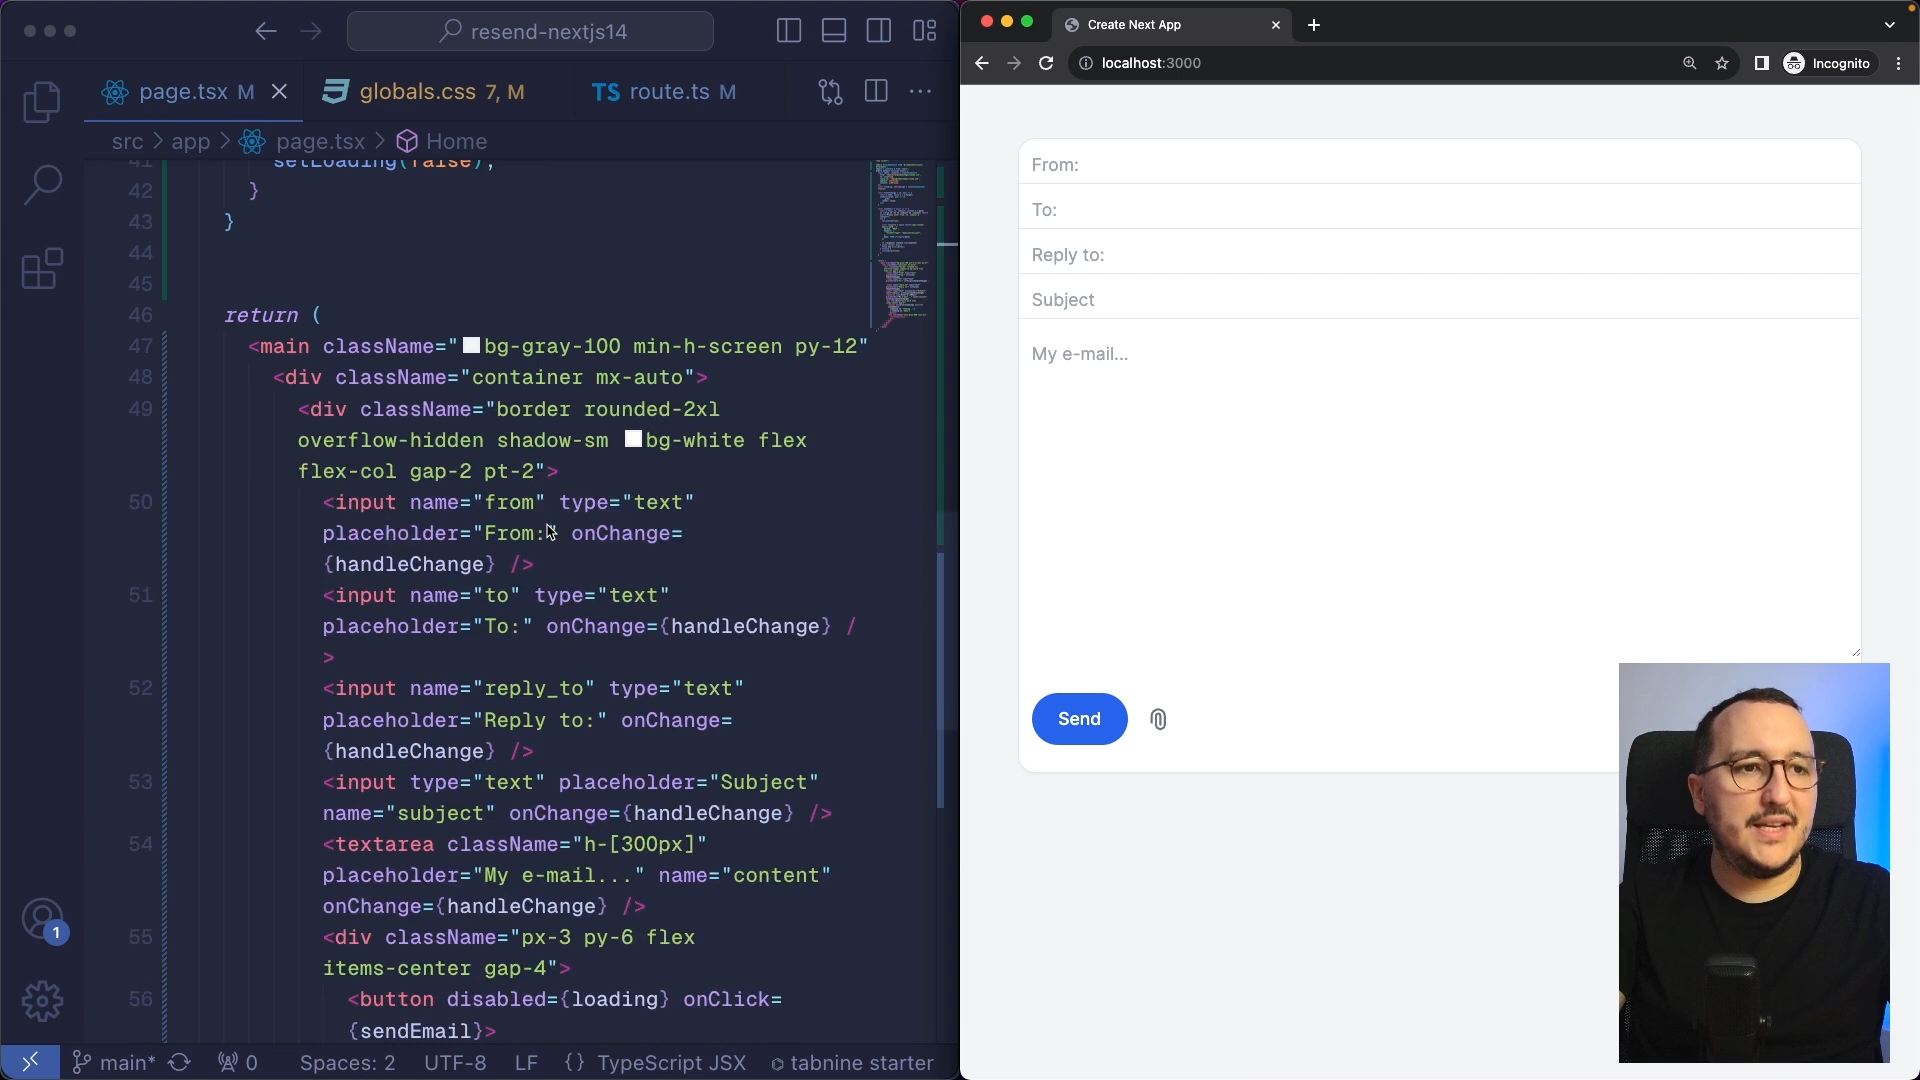 resend-nextjs14
page.tsx M
globals.css 7, M
TS route.ts M
src > app > page.tsx > Home
41 setLoading(false);
42 }
43 }
44
45
46 return (
47 <main className="bg-gray-100 min-h-screen py-12"
48 <div className="container mx-auto">
49 <div className="border rounded-2xl
overflow-hidden shadow-sm bg-white flex
flex-col gap-2 pt-2">
50 <input name="from" type="text"
placeholder="From:" onChange=
{handleChange} />
51 <input name="to" type="text"
placeholder="To:" onChange={handleChange} /
>
52 <input name="reply_to" type="text"
placeholder="Reply to:" onChange=
{handleChange} />
53 <input type="text" placeholder="Subject"
name="subject" onChange={handleChange} />
54 <textarea className="h-[300px]"
placeholder="My e-mail..." name="content"
onChange={handleChange} />
55 <div className="px-3 py-6 flex
items-center gap-4">
56 <button disabled={loading} onClick=
{sendEmail}>
1
main* 0 Spaces: 2 UTF-8 LF {} TypeScript JSX tabnine starter
Create Next App
localhost:3000
Incognito
From:
To:
Reply to:
Subject
My e-mail...
Send